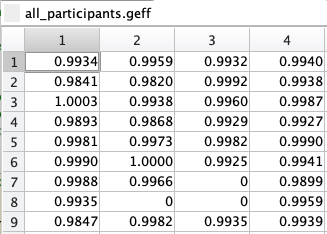 all_participants.geff
1 2 3 4
1 0.9934 0.9959 0.9932 0.9940
2 0.9841 0.9820 0.9992 0.9938
3 1.0003 0.9938 0.9960 0.9987
4 0.9893 0.9868 0.9929 0.9927
5 0.9981 0.9973 0.9982 0.9990
6 0.9990 1.0000 0.9925 0.9941
7 0.9988 0.9966 0 0.9899
8 0.9935 0 0 0.9959
9 0.9847 0.9982 0.9935 0.9939